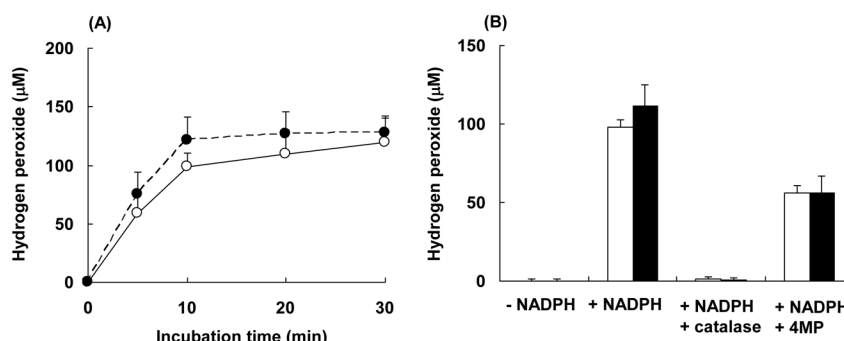 (A)
Hydrogen peroxide (μM)
200
150
100
50
0
0 10 20 30
Incubation time (min)
(B)
Hydrogen peroxide (μM)
150
100
50
0
- NADPH + NADPH + NADPH + NADPH
+ catalase + 4MP